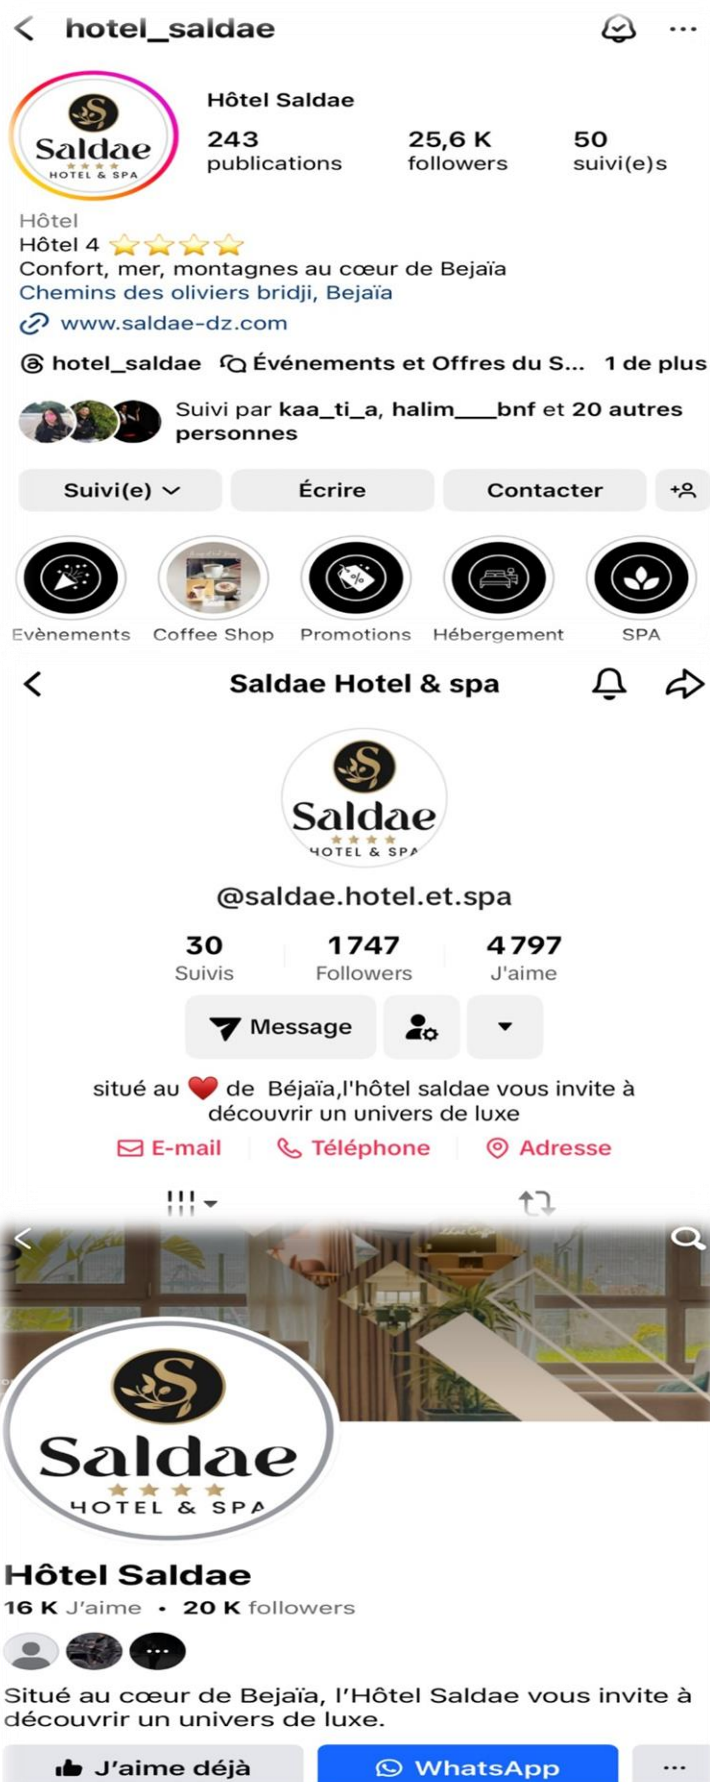 hotel_saldae
Saldae
HOTEL & SPA
Hôtel Saldae
243 25,6 K 50
publications followers suivi(e)s
Hôtel
Hôtel 4 ⭐⭐⭐⭐
Confort, mer, montagnes au cœur de Bejaïa
Chemins des oliviers bridji, Bejaïa
www.saldae-dz.com
hotel_saldae Événements et Offres du S... 1 de plus
Suivi par kaa_ti_a, halim___bnf et 20 autres
personnes
Suivi(e) Écrire Contacter
Evènements Coffee Shop Promotions Hébergement SPA
Saldae Hotel & spa
Saldae
HOTEL & SPA
@saldae.hotel.et.spa
30 1747 4797
Suivis Followers J'aime
Message
situé au ❤️ de Béjaïa,l'hôtel saldae vous invite à
découvrir un univers de luxe
E-mail Téléphone Adresse
Saldae
HOTEL & SPA
Hôtel Saldae
16 K J'aime • 20 K followers
Situé au cœur de Bejaïa, l'Hôtel Saldae vous invite à
découvrir un univers de luxe.
J'aime déjà WhatsApp